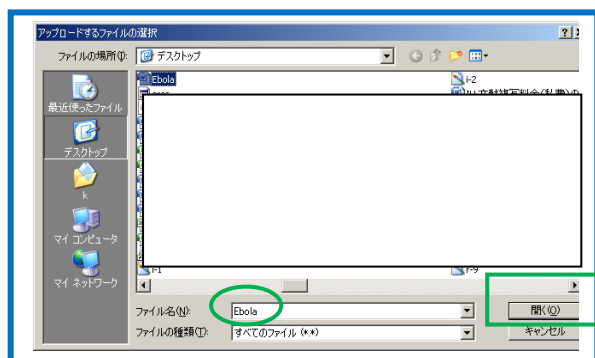 アップロードするファイルの選択
ファイルの場所(I): デスクトップ
Ebola
i-2
最近使ったファイル
デスクトップ
k
マイ コンピュータ
マイ ネットワーク
i-1
r-9
ファイル名(N): Ebola 開く(O)
ファイルの種類(T): すべてのファイル (*.*) キャンセル